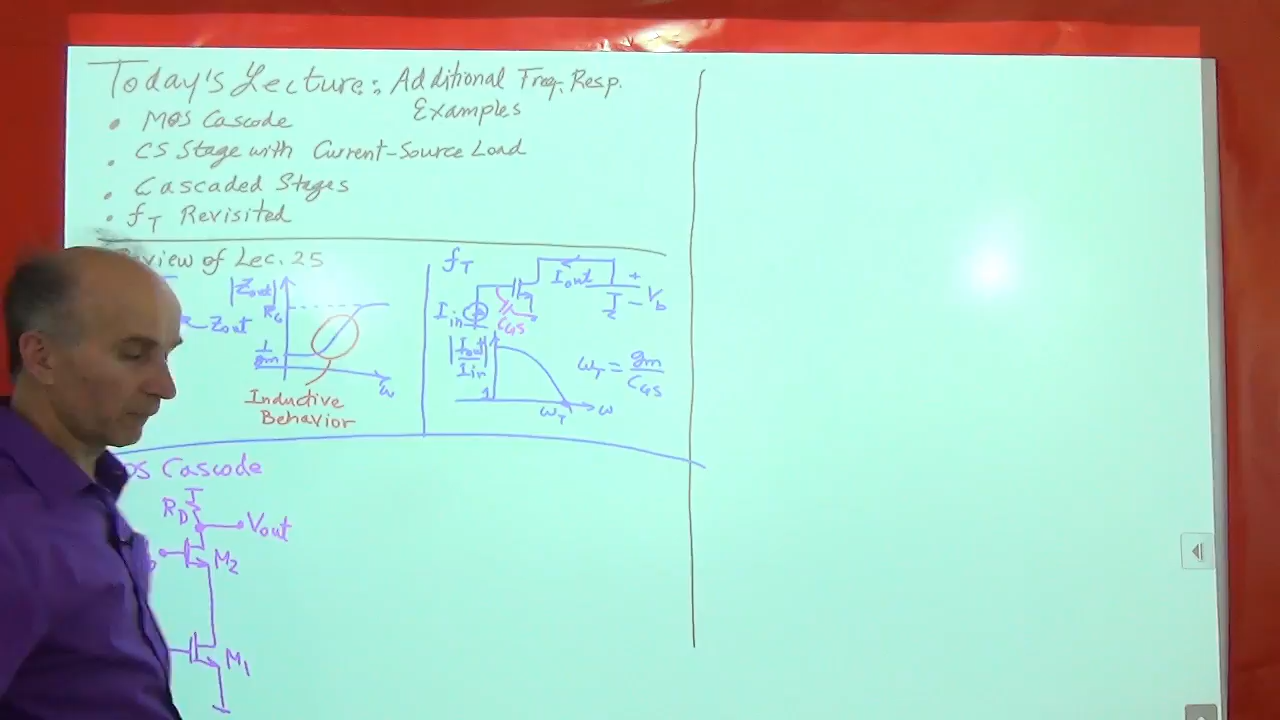 Today's Lecture: Additional Freq. Resp.
Examples
• MOS Cascode
• CS Stage with Current-Source Load
• Cascaded Stages
• fT Revisited
view of Lec. 25
|Zout|
RG
Zout
1/gm
ω
Inductive
Behavior
fT
Iout
+
− Vb
Iin
CGS
|Iout/Iin|
1
ωT
ω
ωT = gm/CGS
OS Cascode
RD
Vout
M2
b
M1